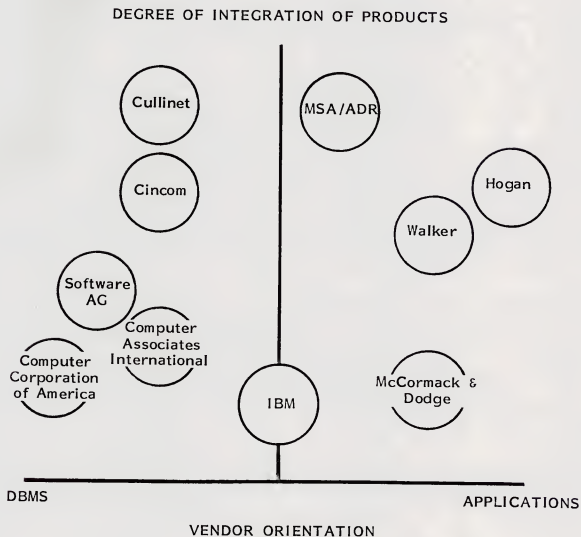 DEGREE OF INTEGRATION OF PRODUCTS
Cullinet
MSA/ADR
Cincom
Hogan
Walker
Software
AG
Computer
Associates
International
Computer
Corporation
of America
IBM
McCormack &
Dodge
DBMS
APPLICATIONS
VENDOR ORIENTATION